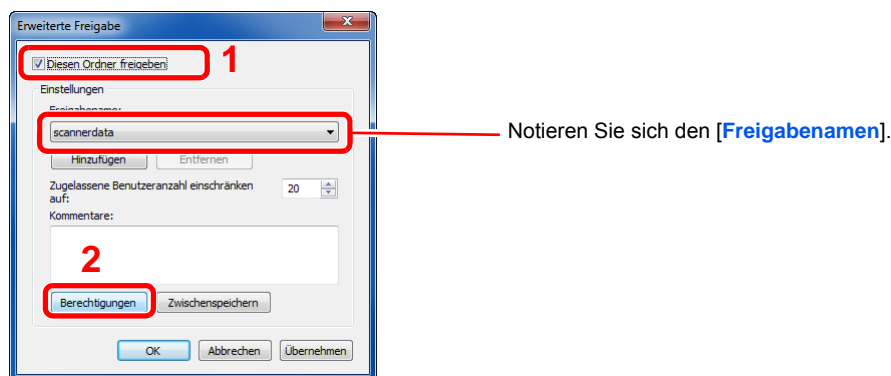 Erweiterte Freigabe
Diesen Ordner freigeben
1
Einstellungen
Freigabename:
scannerdata
Notieren Sie sich den [Freigabenamen].
Hinzufügen Entfernen
Zugelassene Benutzeranzahl einschränken
auf:
20
Kommentare:
2
Berechtigungen Zwischenspeichern
OK Abbrechen Übernehmen